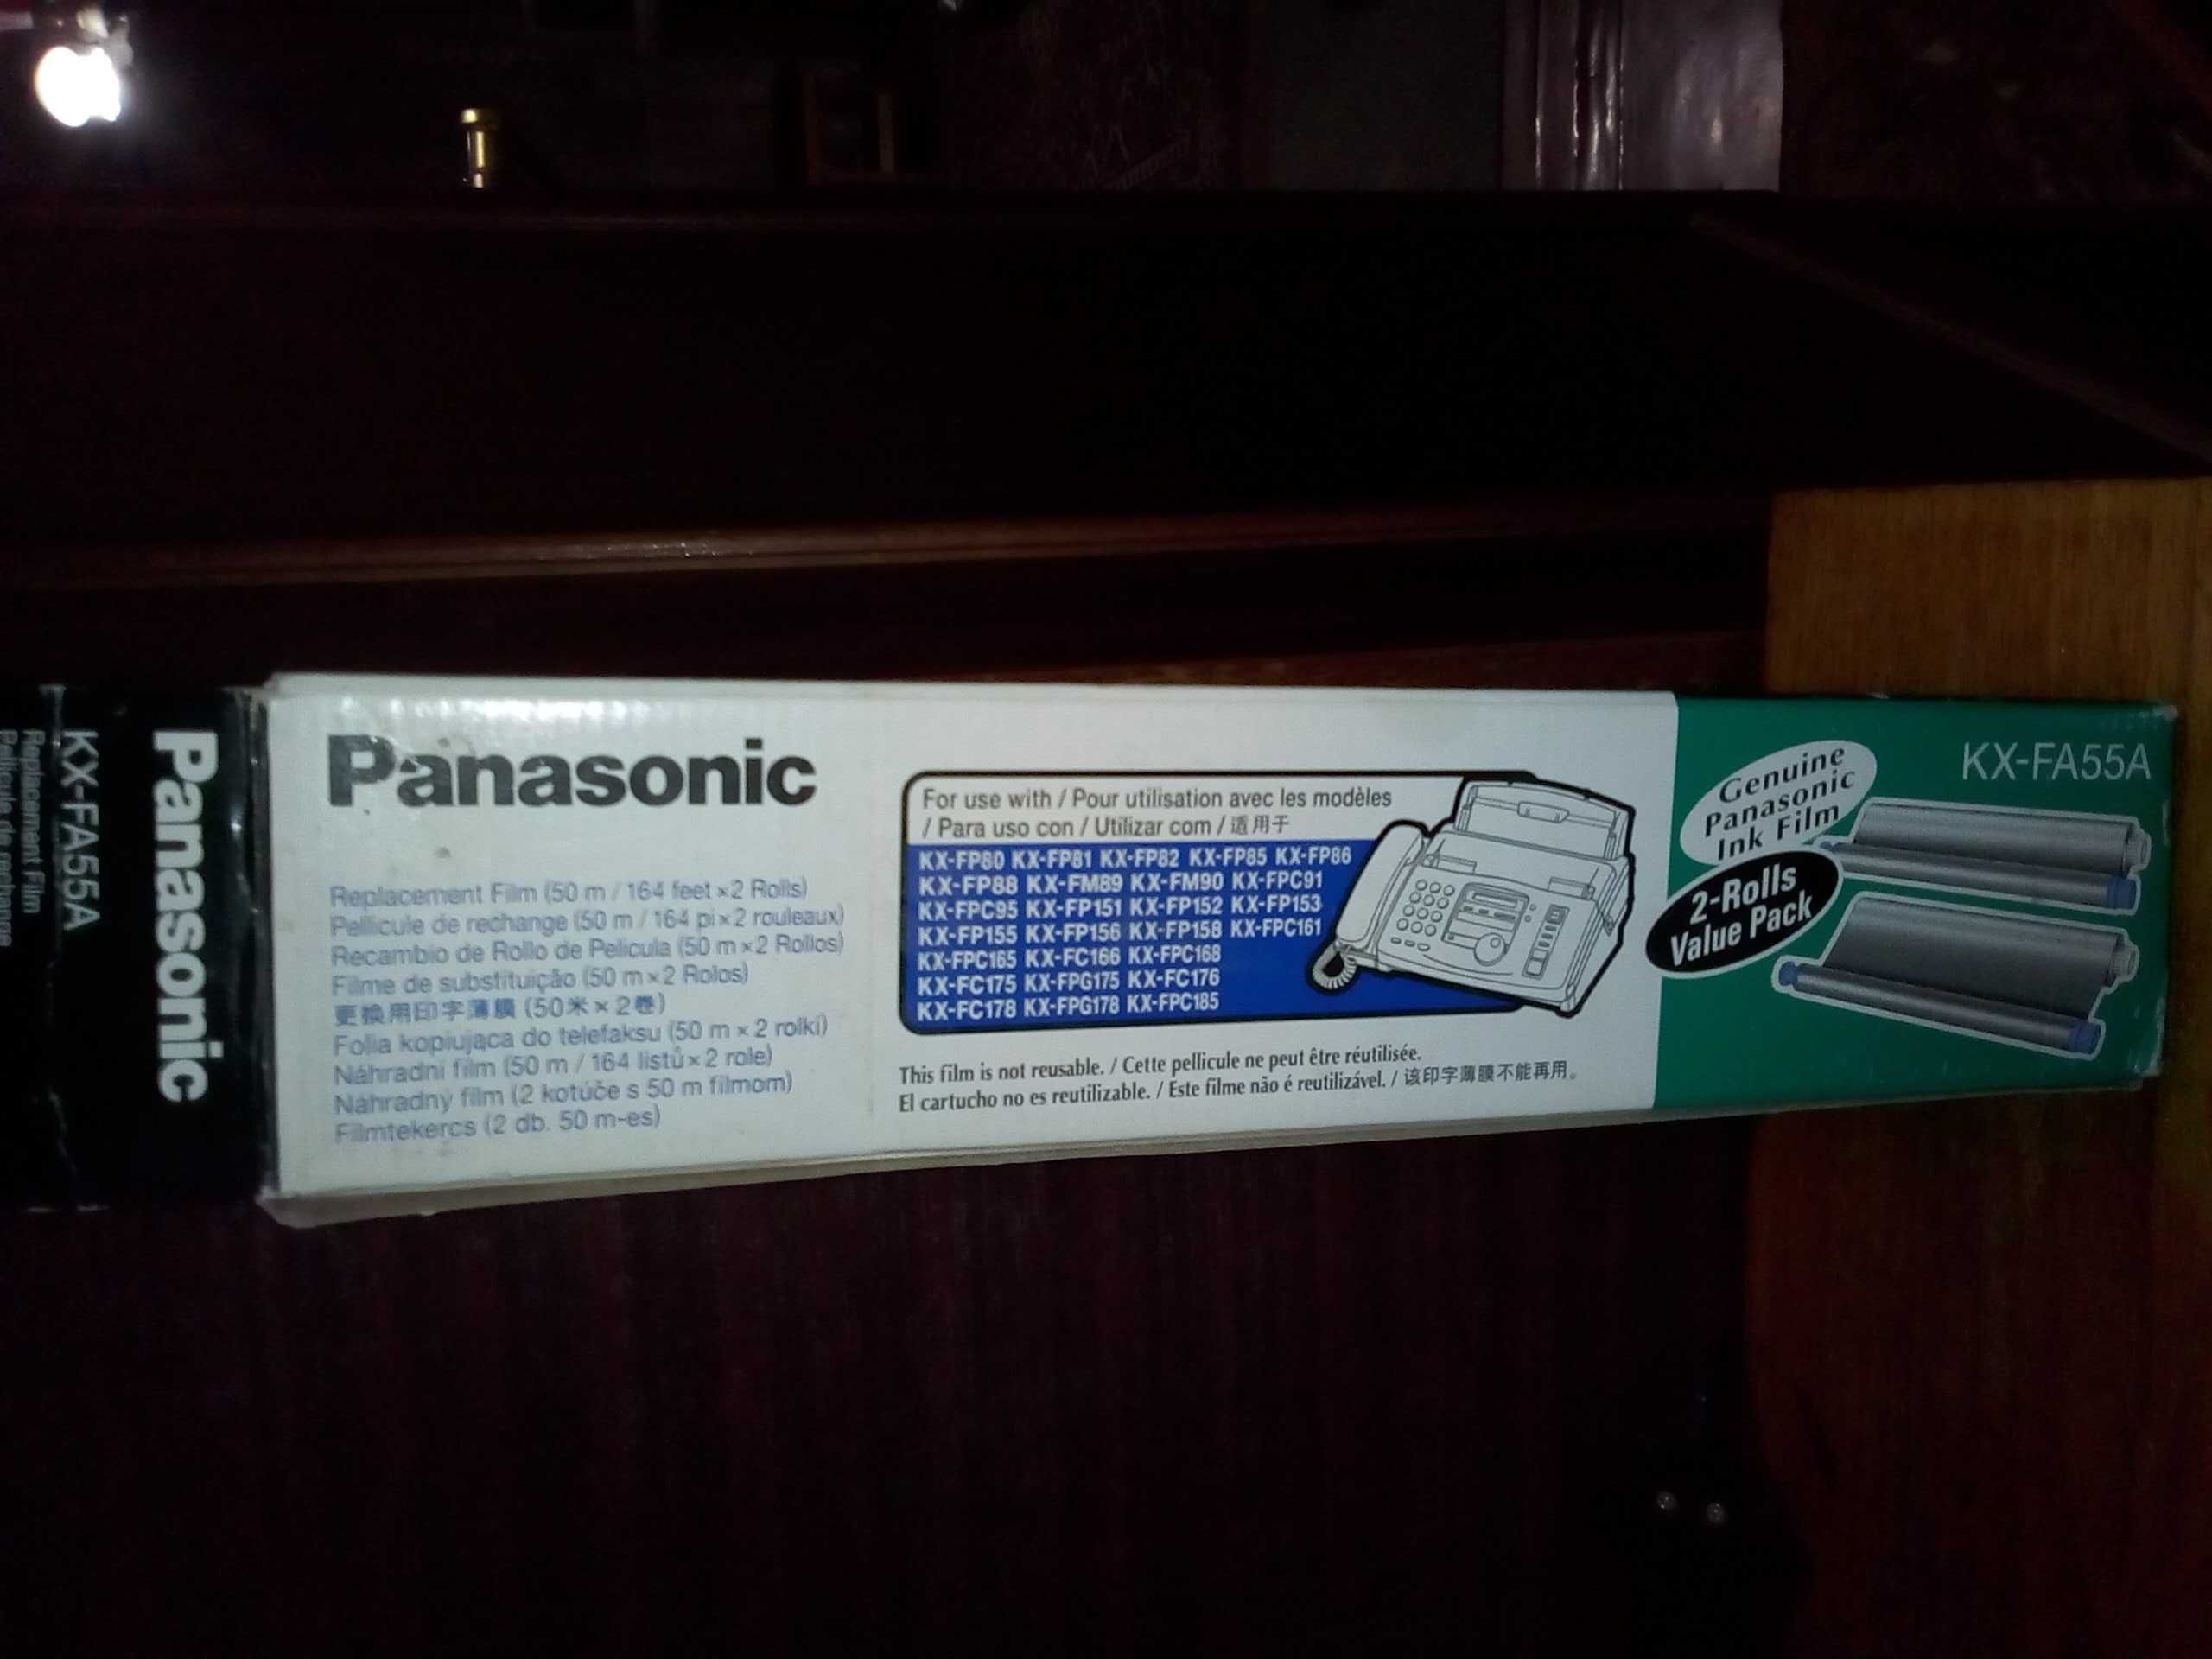 Panasonic
KX-FA55A
Replacement Film
Pellicule de rechange
Panasonic
Replacement Film (50 m / 164 feet × 2 Rolls)
Pellicule de rechange (50 m / 164 pi × 2 rouleaux)
Recambio de Rollo de Película (50 m × 2 Rollos)
Filme de substituição (50 m × 2 Rolos)
更换用印字薄膜 (50米 × 2卷)
Folia kopiująca do telefaksu (50 m × 2 rolki)
Náhradní film (50 m / 164 listů × 2 role)
Náhradný film (2 kotúče s 50 m filmom)
Filmtekercs (2 db. 50 m-es)
For use with / Pour utilisation avec les modèles
/ Para uso con / Utilizar com / 适用于
KX-FP80 KX-FP81 KX-FP82 KX-FP85 KX-FP86
KX-FP88 KX-FM89 KX-FM90 KX-FPC91
KX-FPC95 KX-FP151 KX-FP152 KX-FP153
KX-FP155 KX-FP156 KX-FP158 KX-FPC161
KX-FPC165 KX-FC166 KX-FPC168
KX-FC175 KX-FPG175 KX-FC176
KX-FC178 KX-FPG178 KX-FPC185
This film is not reusable. / Cette pellicule ne peut être réutilisée.
El cartucho no es reutilizable. / Este filme não é reutilizável. / 该印字薄膜不能再用。
Genuine
Panasonic
Ink Film
2-Rolls
Value Pack
KX-FA55A